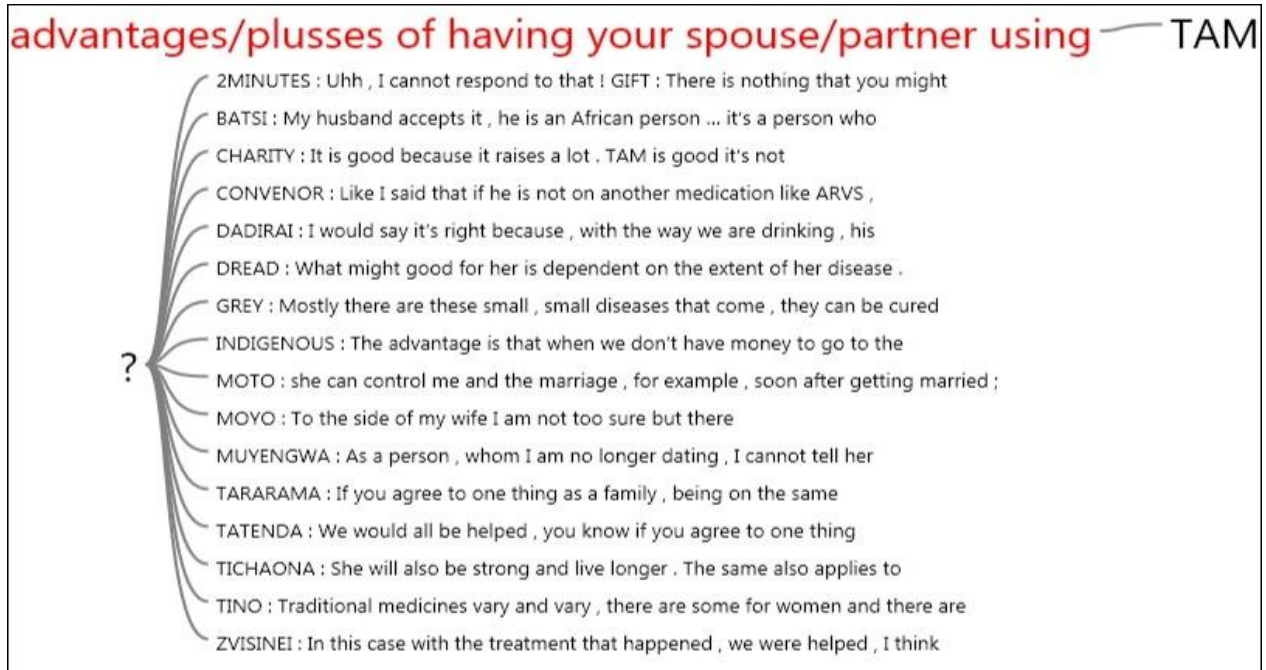 advantages/plusses of having your spouse/partner using TAM
2MINUTES : Uhh , I cannot respond to that ! GIFT : There is nothing that you might
BATSI : My husband accepts it , he is an African person ... it's a person who
CHARITY : It is good because it raises a lot . TAM is good it's not
CONVENOR : Like I said that if he is not on another medication like ARVS ,
DADIRAI : I would say it's right because , with the way we are drinking , his
DREAD : What might good for her is dependent on the extent of her disease .
GREY : Mostly there are these small , small diseases that come , they can be cured
INDIGENOUS : The advantage is that when we don't have money to go to the
?
MOTO : she can control me and the marriage , for example , soon after getting married ;
MOYO : To the side of my wife I am not too sure but there
MUYENGWA : As a person , whom I am no longer dating , I cannot tell her
TARARAMA : If you agree to one thing as a family , being on the same
TATENDA : We would all be helped , you know if you agree to one thing
TICHAONA : She will also be strong and live longer . The same also applies to
TINO : Traditional medicines vary and vary , there are some for women and there are
ZVISINEI : In this case with the treatment that happened , we were helped , I think